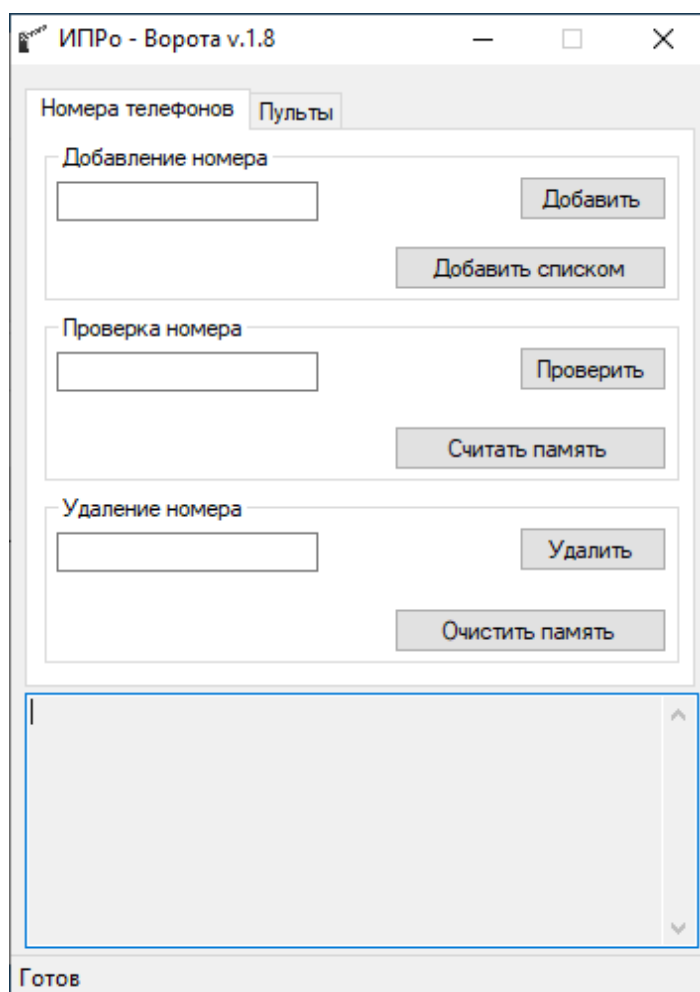 ИПРо - Ворота v.1.8
Номера телефонов
Пульты
Добавление номера
Добавить
Добавить списком
Проверка номера
Проверить
Считать память
Удаление номера
Удалить
Очистить память
Готов